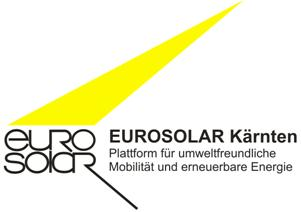 euro
solar
EUROSOLAR Kärnten
Plattform für umweltfreundliche
Mobilität und erneuerbare Energie